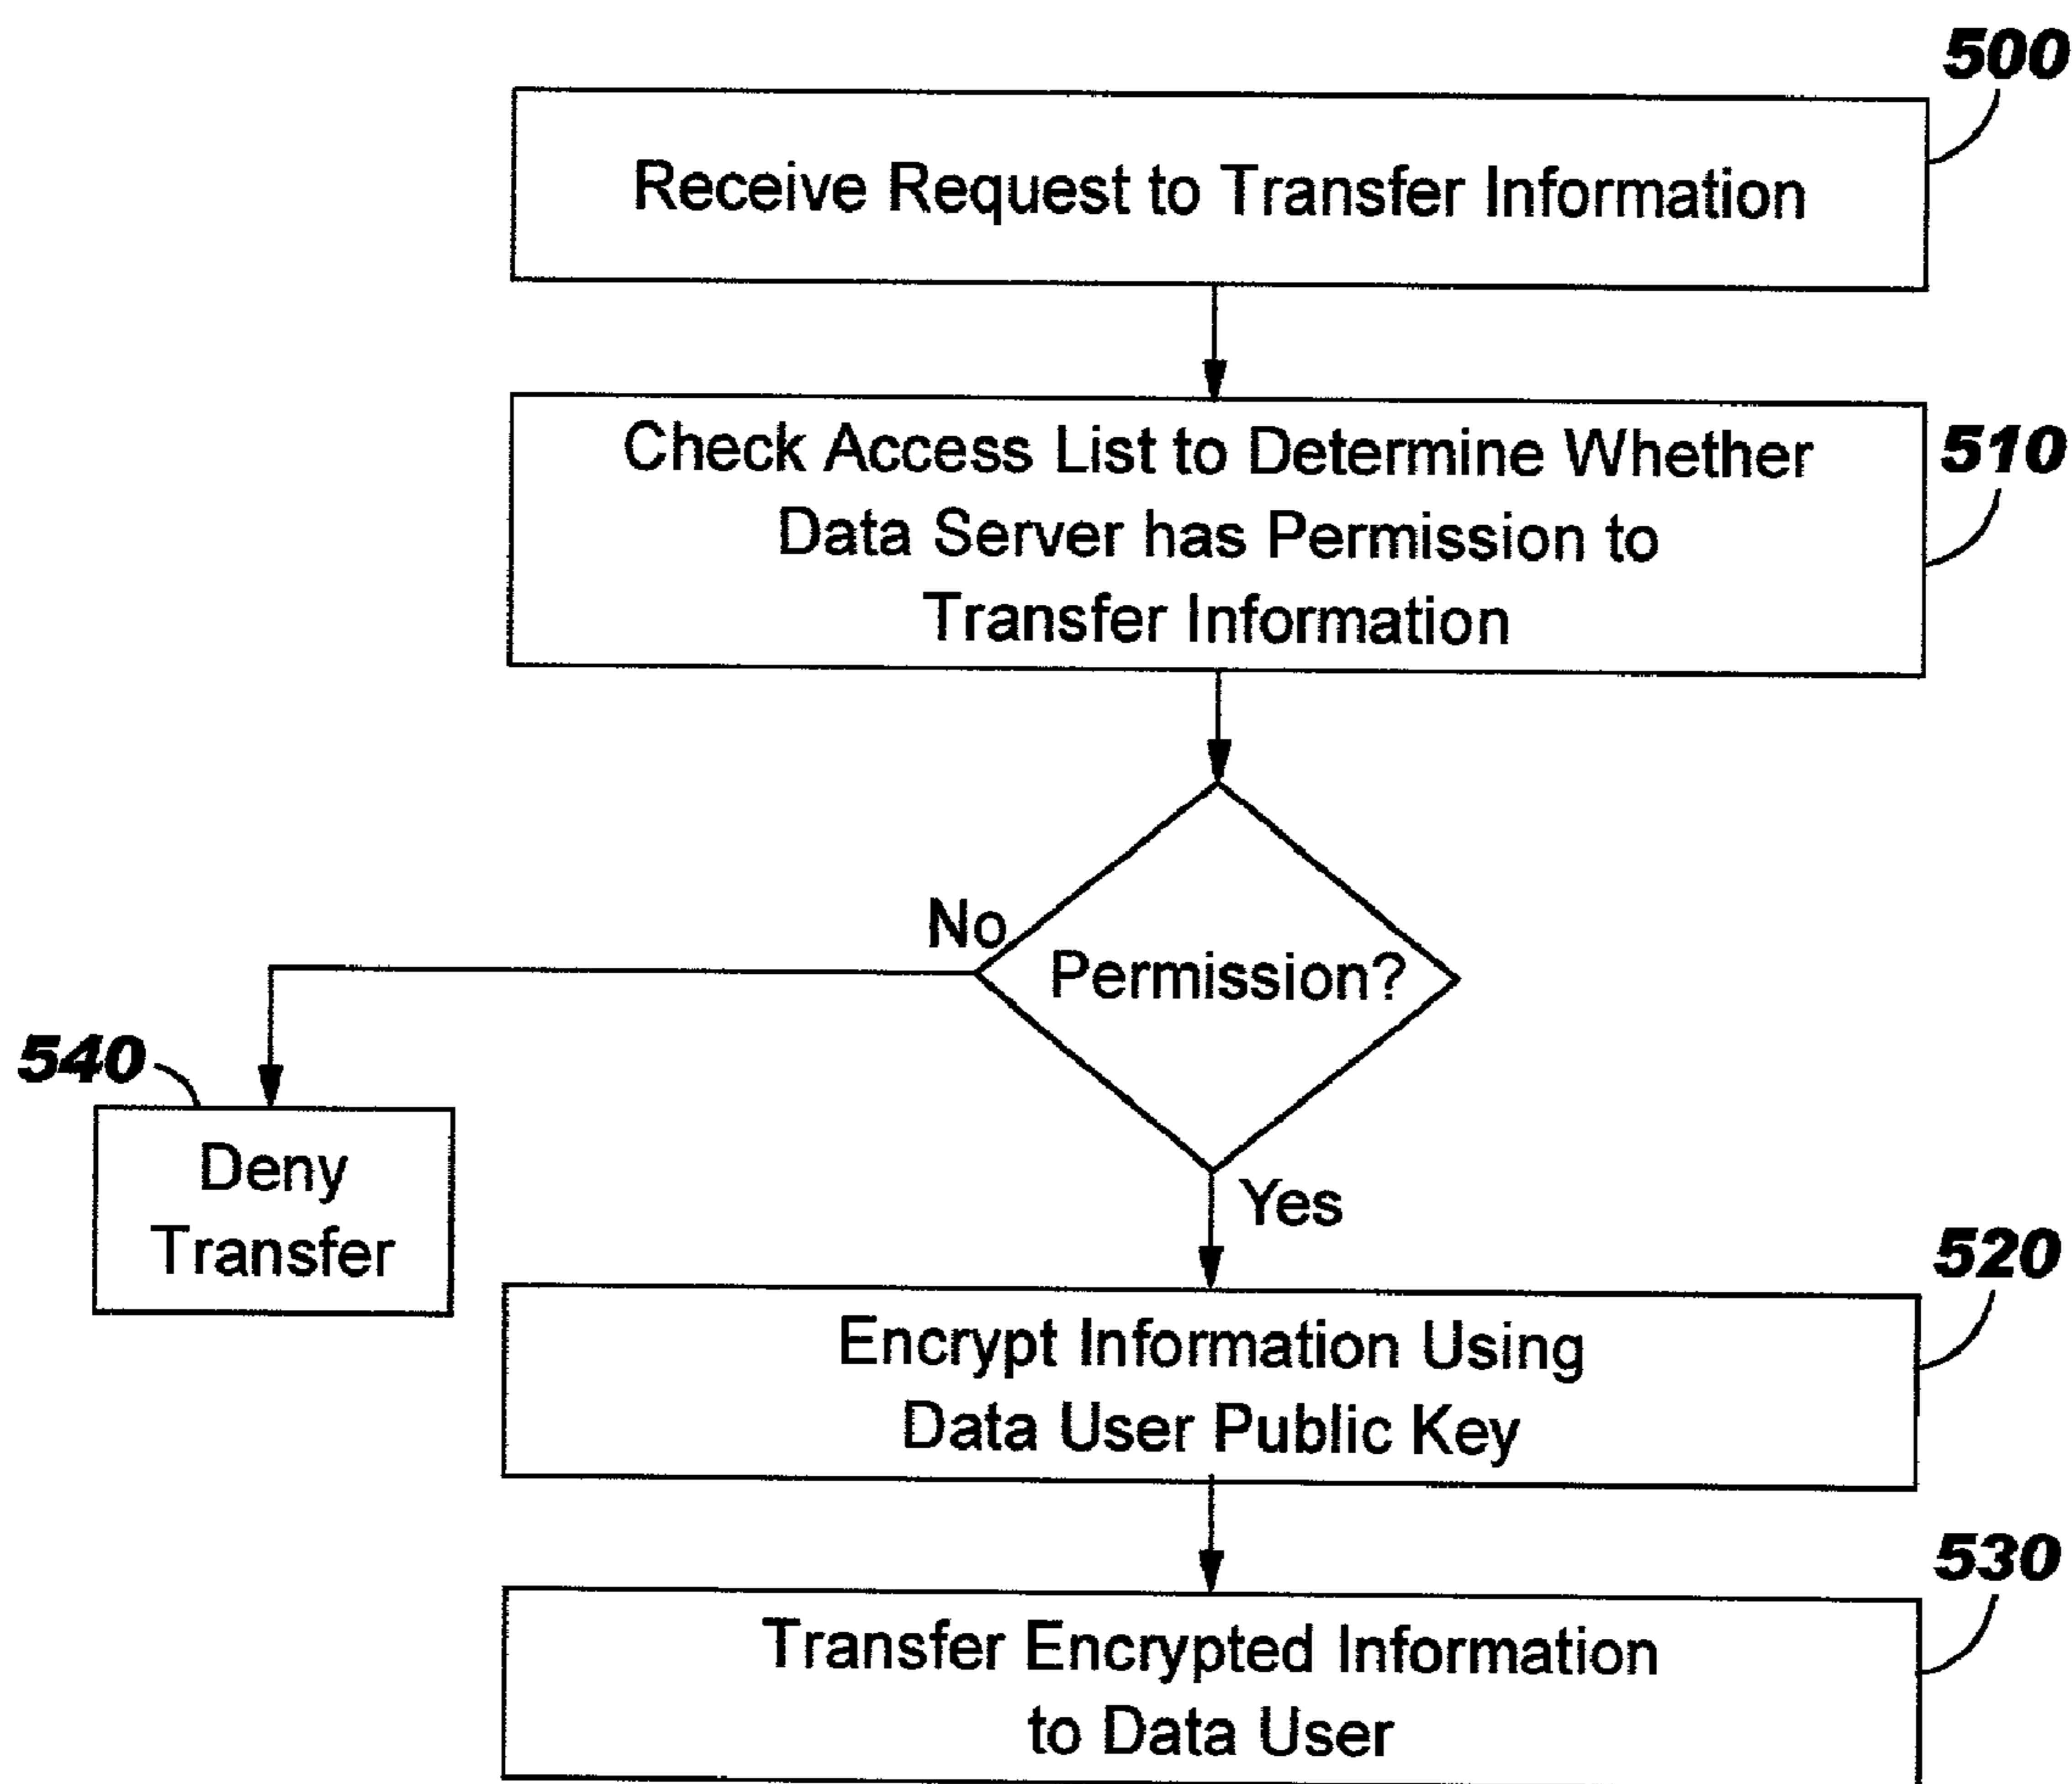 500
Receive Request to Transfer Information
Check Access List to Determine Whether
Data Server has Permission to
Transfer Information
510
No
Permission?
540
Deny
Transfer
Yes
520
Encrypt Information Using
Data User Public Key
530
Transfer Encrypted Information
to Data User